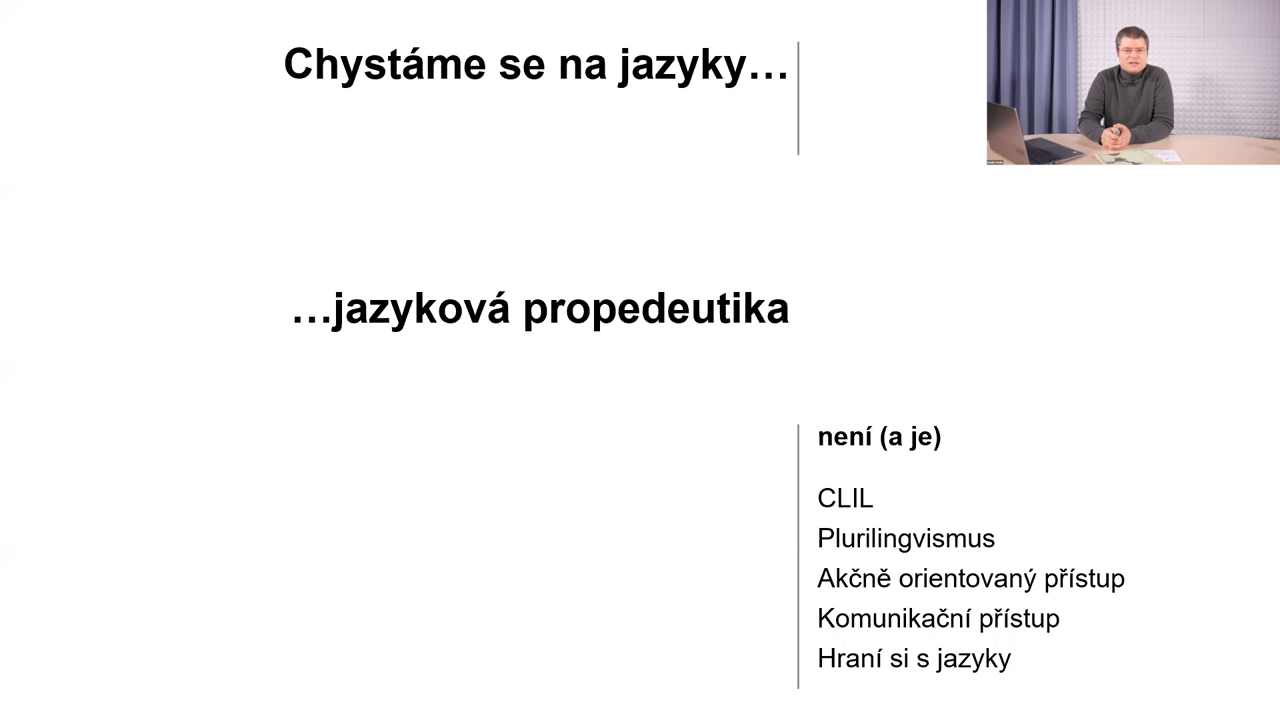 Chystáme se na jazyky…
…jazyková propedeutika
není (a je)
CLIL
Plurilingvismus
Akčně orientovaný přístup
Komunikační přístup
Hraní si s jazyky